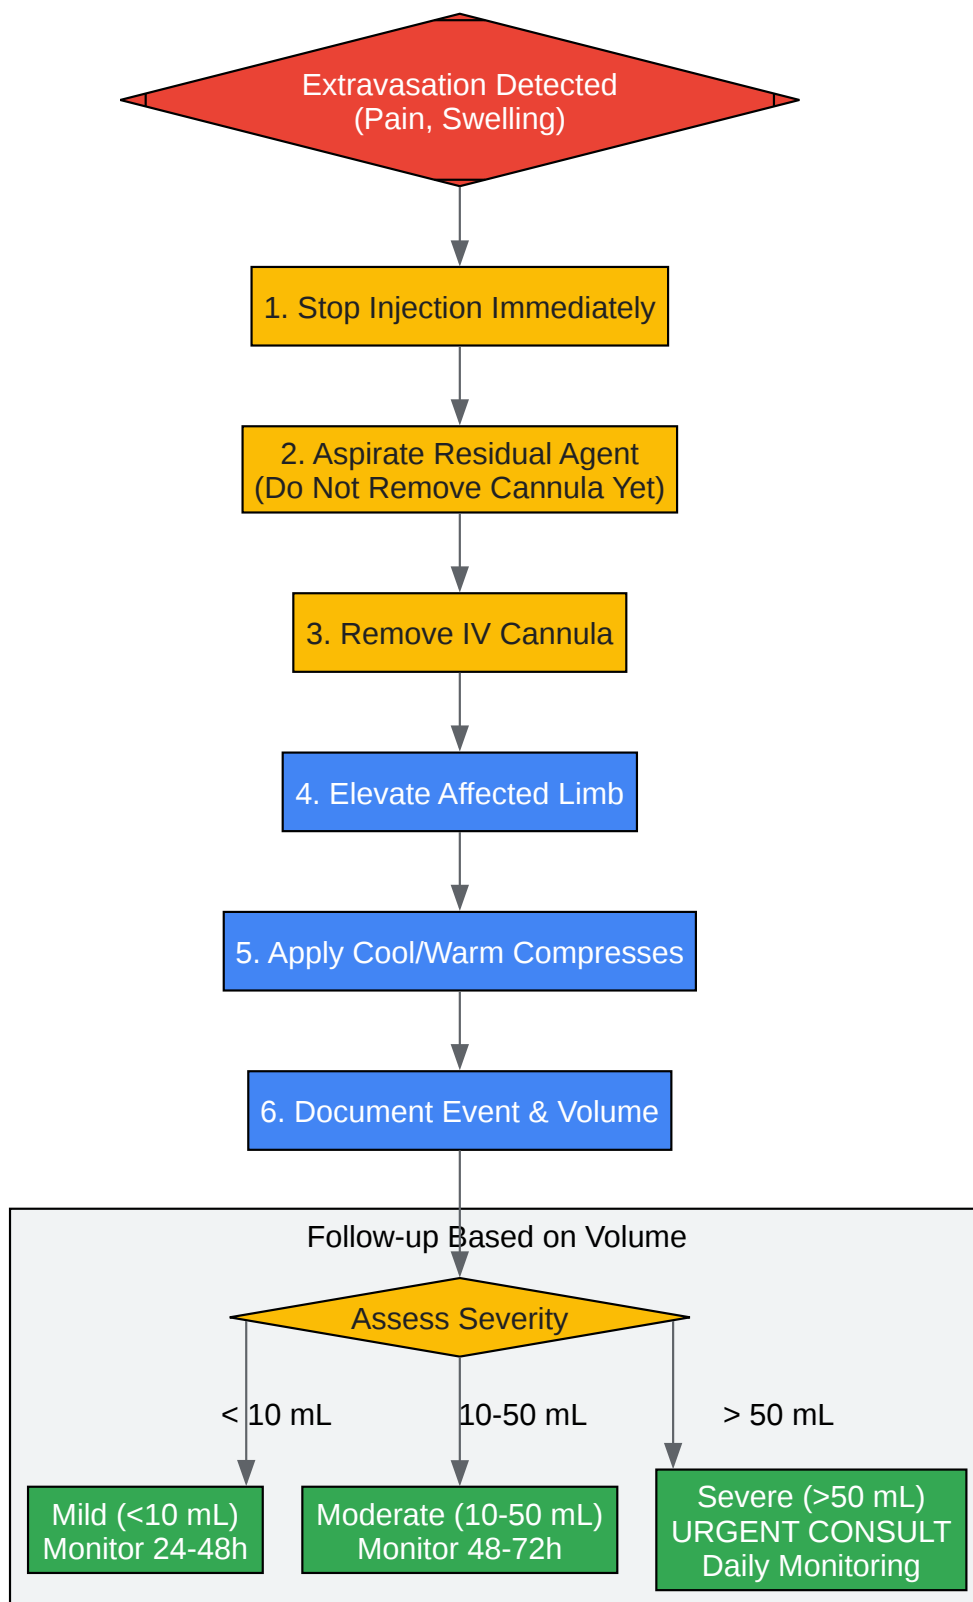 Extravasation Detected
(Pain, Swelling)
1. Stop Injection Immediately
2. Aspirate Residual Agent
(Do Not Remove Cannula Yet)
3. Remove IV Cannula
4. Elevate Affected Limb
5. Apply Cool/Warm Compresses
6. Document Event & Volume
Follow-up Based on Volume
Assess Severity
< 10 mL
10-50 mL
> 50 mL
Mild (<10 mL)
Monitor 24-48h
Moderate (10-50 mL)
Monitor 48-72h
Severe (>50 mL)
URGENT CONSULT
Daily Monitoring